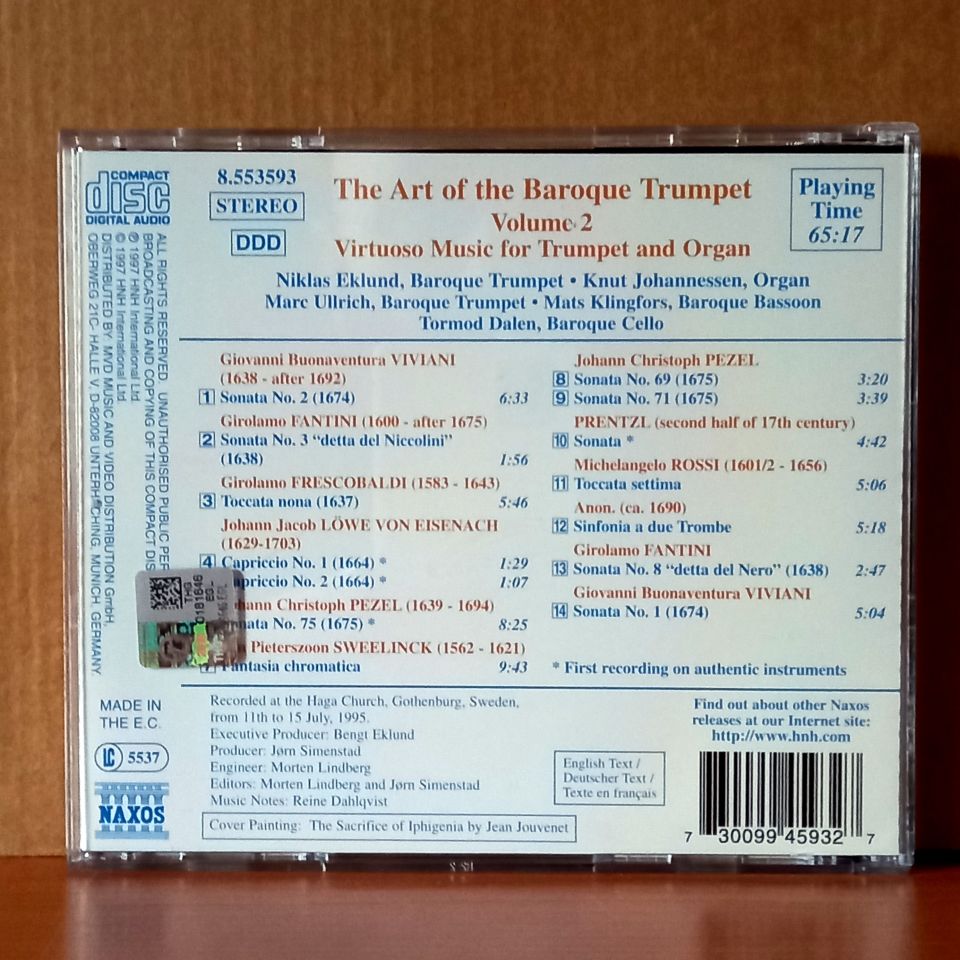 COMPACT
disc
DIGITAL AUDIO
8.553593
STEREO
DDD
The Art of the Baroque Trumpet
Volume 2
Virtuoso Music for Trumpet and Organ
Playing
Time
65:17
Niklas Eklund, Baroque Trumpet • Knut Johannessen, Organ
Marc Ullrich, Baroque Trumpet • Mats Klingfors, Baroque Bassoon
Tormod Dalen, Baroque Cello
Giovanni Buonaventura VIVIANI
(1638 - after 1692)
1 Sonata No. 2 (1674) 6:33
Girolamo FANTINI (1600 - after 1675)
2 Sonata No. 3 “detta del Niccolini”
(1638) 1:56
Girolamo FRESCOBALDI (1583 - 1643)
3 Toccata nona (1637) 5:46
Johann Jacob LÖWE VON EISENACH
(1629-1703)
4 Capriccio No. 1 (1664) * 1:29
Capriccio No. 2 (1664) * 1:07
Johann Christoph PEZEL (1639 - 1694)
Sonata No. 75 (1675) * 8:25
Pieterszoon SWEELINCK (1562 - 1621)
7 Fantasia chromatica 9:43
Johann Christoph PEZEL
8 Sonata No. 69 (1675) 3:20
9 Sonata No. 71 (1675) 3:39
PRENTZL (second half of 17th century)
10 Sonata * 4:42
Michelangelo ROSSI (1601/2 - 1656)
11 Toccata settima 5:06
Anon. (ca. 1690)
12 Sinfonia a due Trombe 5:18
Girolamo FANTINI
13 Sonata No. 8 “detta del Nero” (1638) 2:47
Giovanni Buonaventura VIVIANI
14 Sonata No. 1 (1674) 5:04
* First recording on authentic instruments
ALL RIGHTS RESERVED. UNAUTHORISED PUBLIC PER
BROADCASTING AND COPYING OF THIS COMPACT DIS
℗ 1997 HNH International Ltd.
© 1997 HNH International Ltd.
DISTRIBUTED BY: MVD MUSIC AND VIDEO DISTRIBUTION GmbH,
OBERWEG 21C- HALLE V, D-82008 UNTERHACHING, MUNICH, GERMANY.
THG
EGL
0181646
MADE IN
THE E.C.
LC 5537
NAXOS
Recorded at the Haga Church, Gothenburg, Sweden,
from 11th to 15 July, 1995.
Executive Producer: Bengt Eklund
Producer: Jørn Simenstad
Engineer: Morten Lindberg
Editors: Morten Lindberg and Jørn Simenstad
Music Notes: Reine Dahlqvist
Cover Painting: The Sacrifice of Iphigenia by Jean Jouvenet
English Text /
Deutscher Text /
Texte en français
Find out about other Naxos
releases at our Internet site:
http://www.hnh.com
7 30099 45932 7